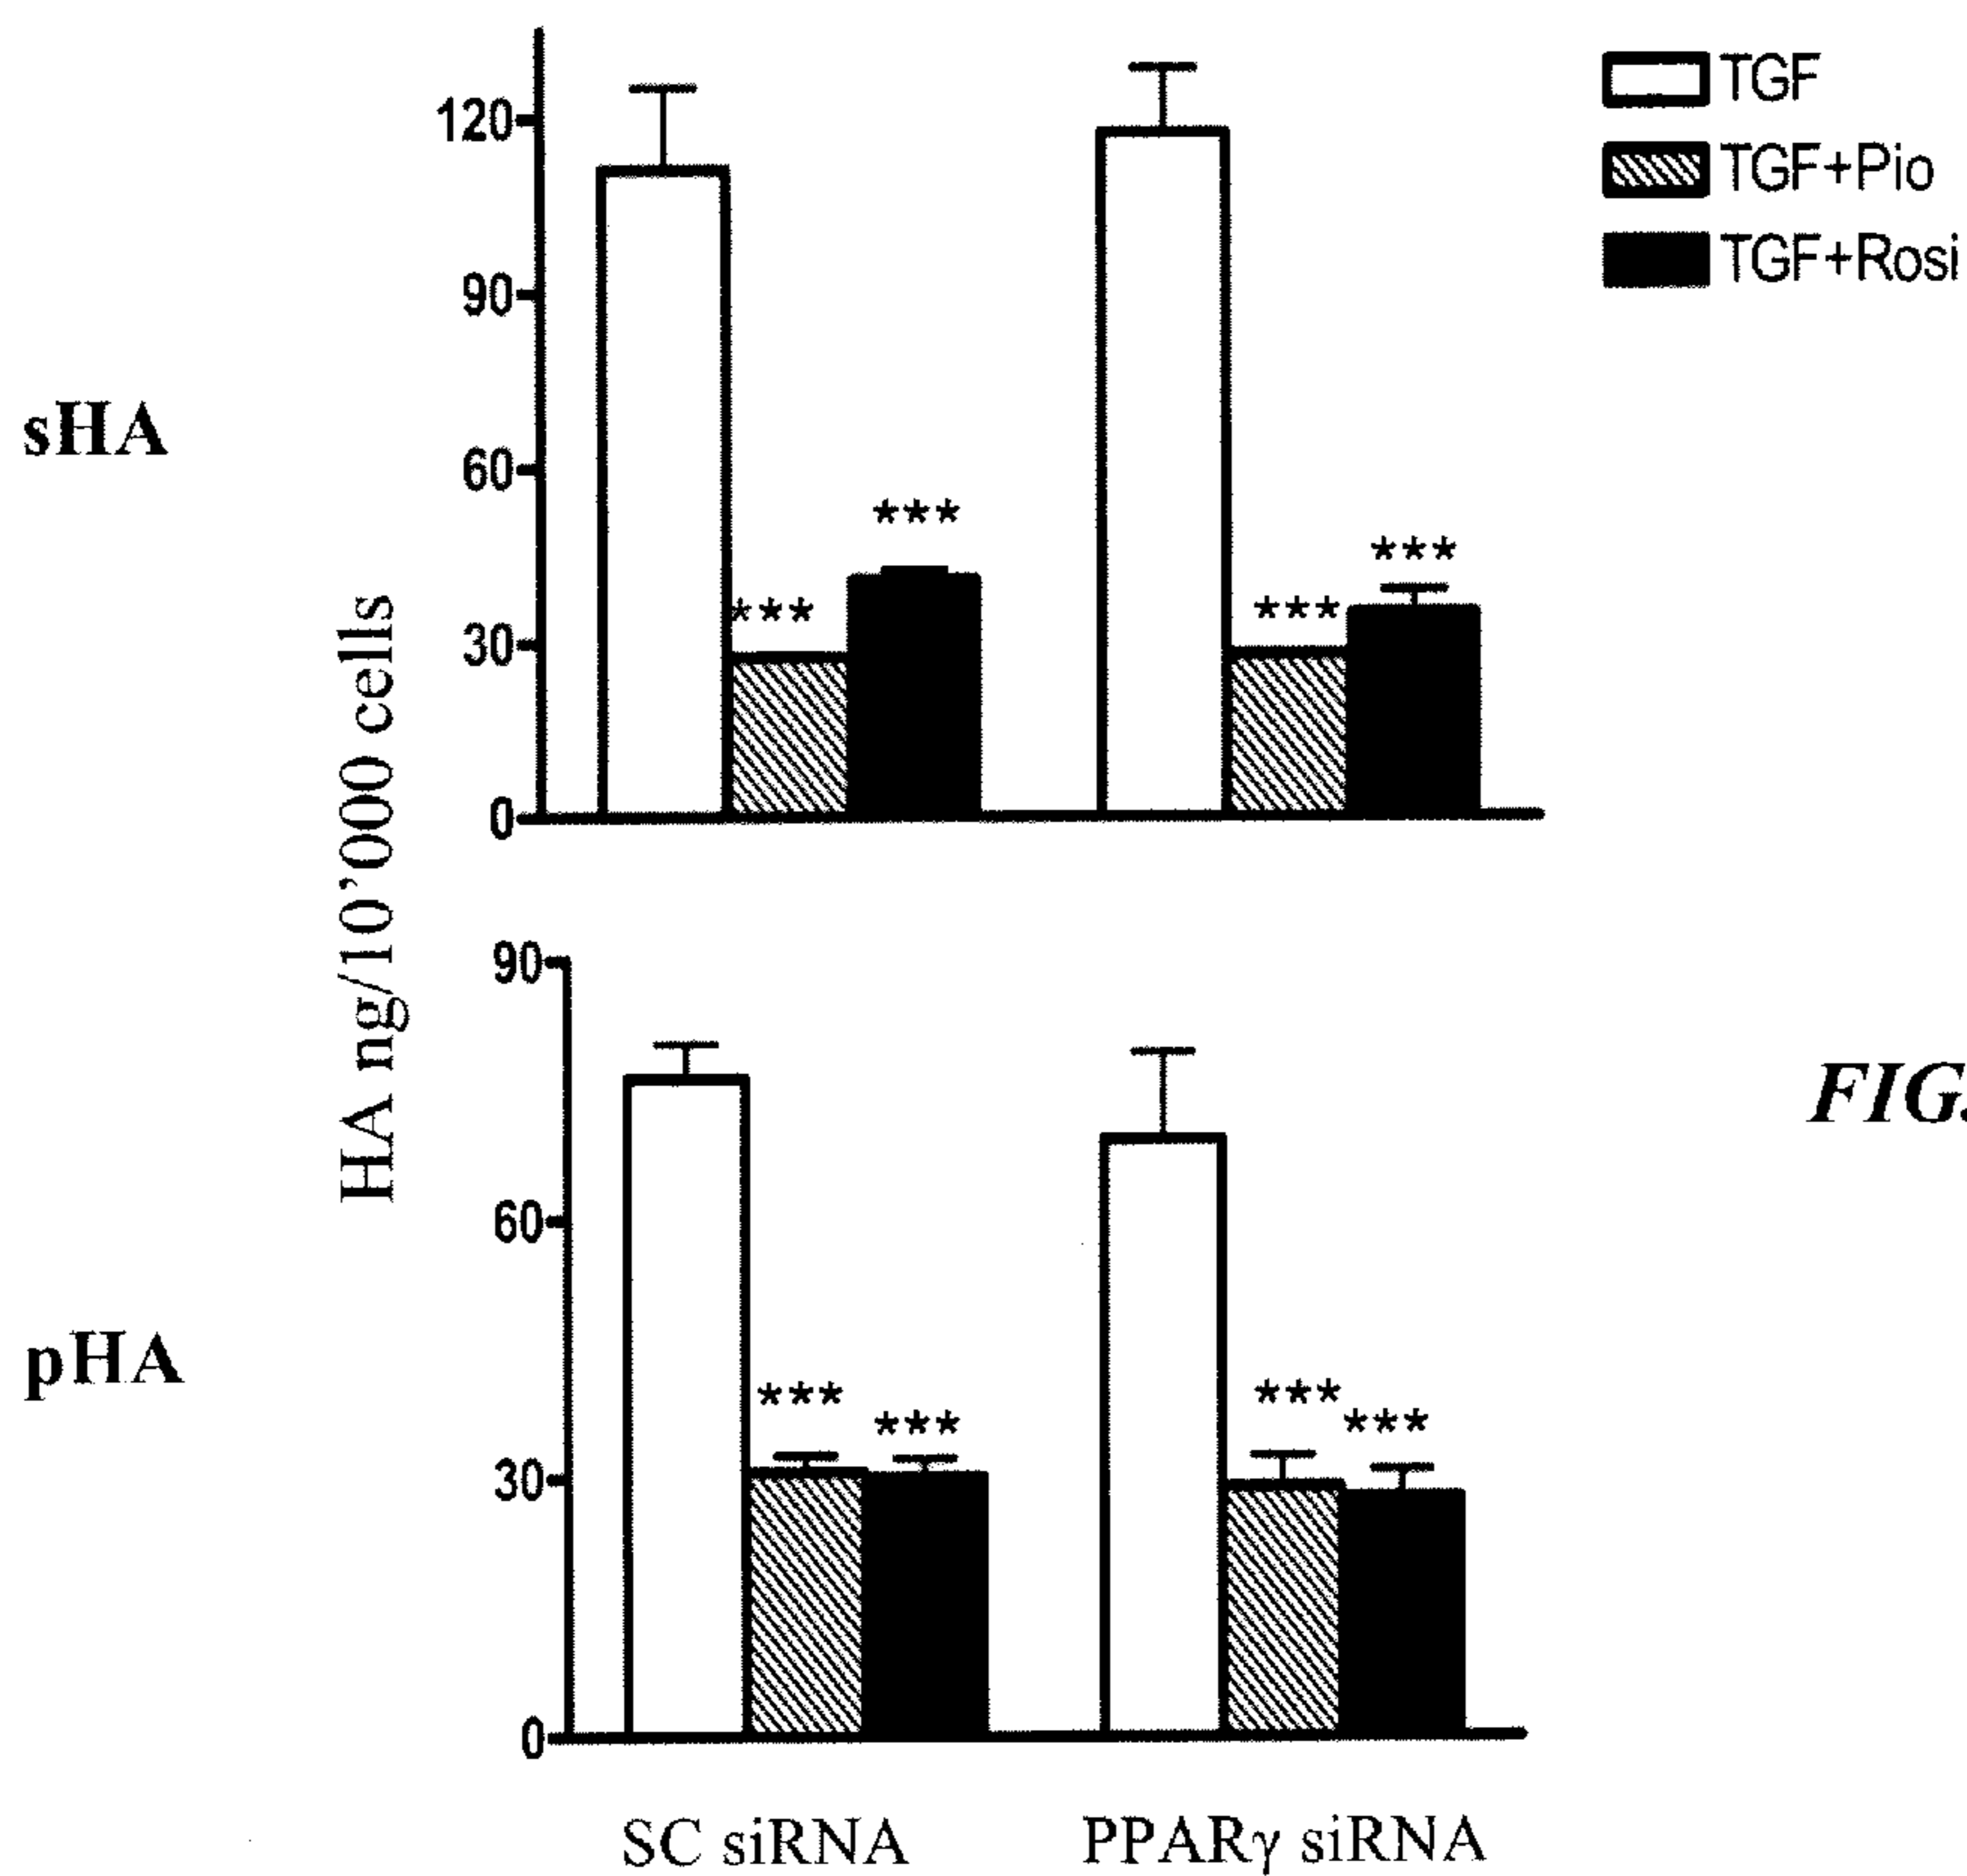 TGF
TGF+Pio
TGF+Rosi
sHA
HA ng/10’000 cells
120
90
60
30
0
***
***
***
***
pHA
90
60
30
0
***
***
***
***
SC siRNA
PPARγ siRNA
FIG.